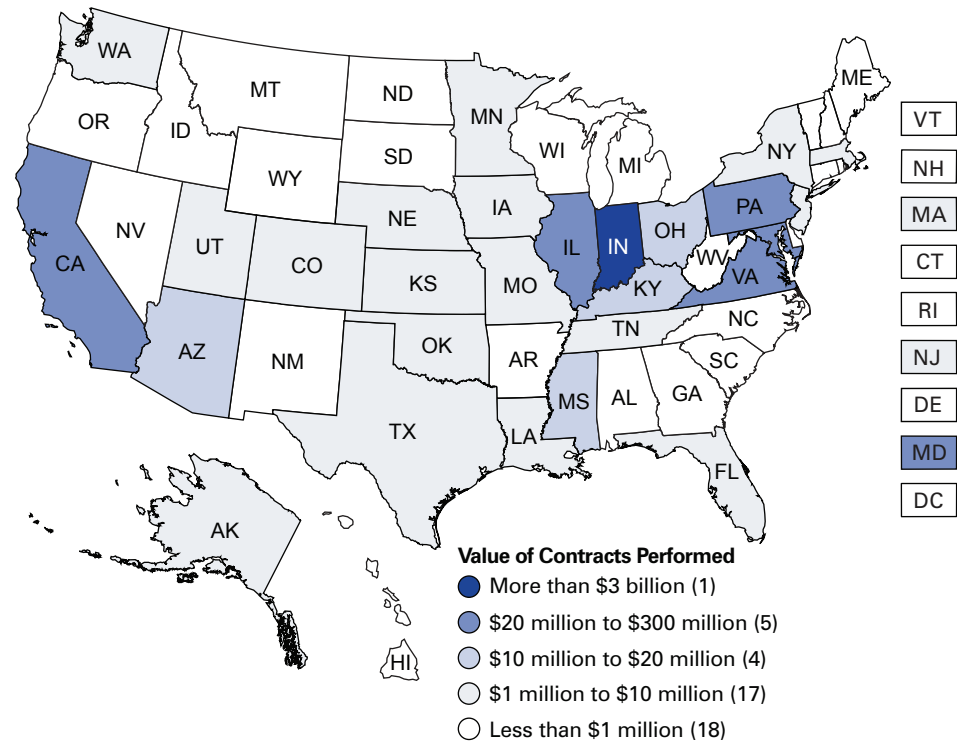 WA
MT
ND
ME
OR
ID
MN
VT
SD
WI
MI
NY
NH
WY
MA
NE
IA
PA
NV
UT
CO
IL
IN
OH
WV
CT
CA
KS
MO
KY
VA
RI
AZ
NM
OK
AR
TN
NC
NJ
MS
AL
GA
SC
DE
TX
LA
FL
MD
AK
HI
DC
Value of Contracts Performed
More than $3 billion (1)
$20 million to $300 million (5)
$10 million to $20 million (4)
$1 million to $10 million (17)
Less than $1 million (18)